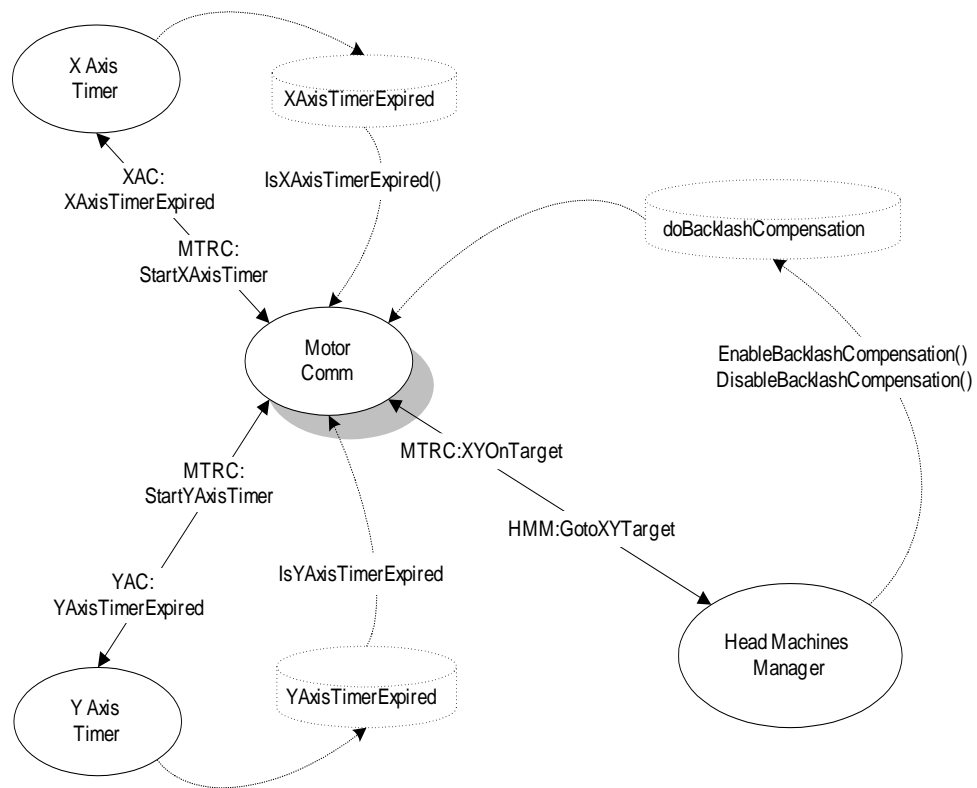 X Axis
Timer
XAxisTimerExpired
XAC:
XAxisTimerExpired
IsXAxisTimerExpired()
MTRC:
StartXAxisTimer
doBacklashCompensation
Motor
Comm
EnableBacklashCompensation()
DisableBacklashCompensation()
MTRC:XYOnTarget
MTRC:
StartYAxisTimer
HMM:GotoXYTarget
IsYAxisTimerExpired
YAC:
YAxisTimerExpired
Head Machines
Manager
YAxisTimerExpired
Y Axis
Timer